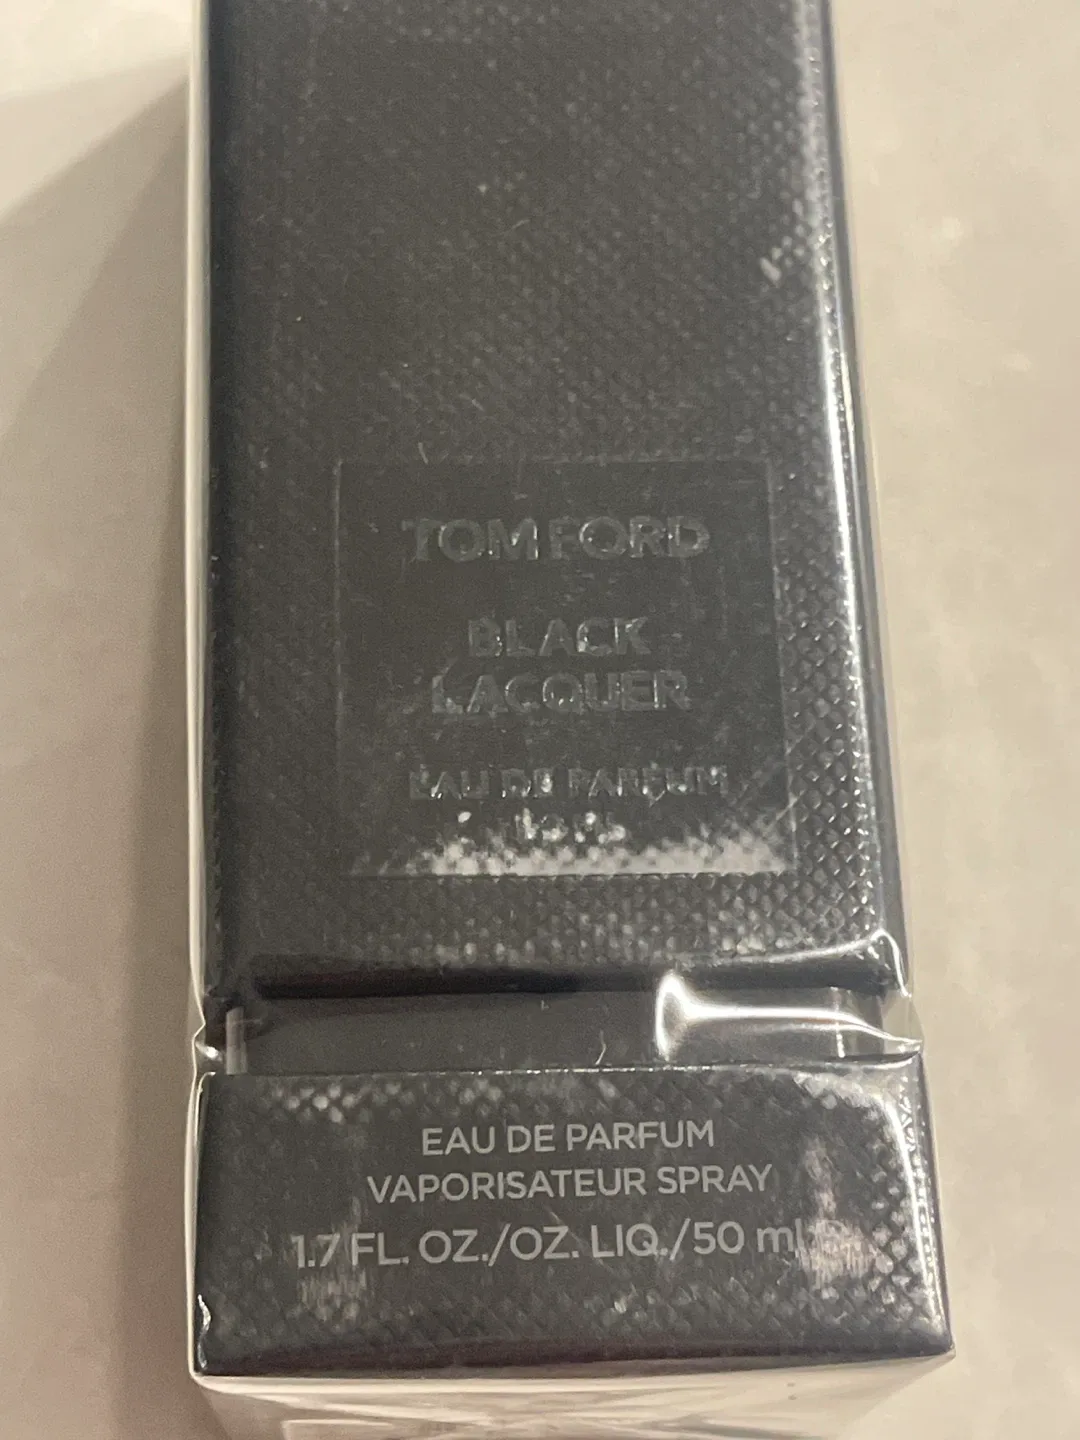 TOM FORD
BLACK
LACQUER
EAU DE PARFUM
EAU DE PARFUM
VAPORISATEUR SPRAY
1.7 FL. OZ./OZ. LIQ./50 ml